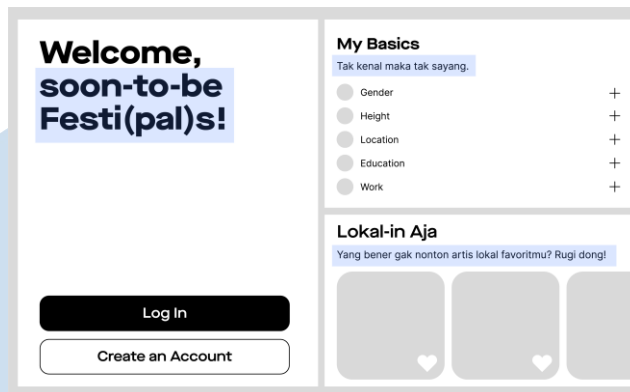 Welcome,
soon-to-be
Festi(pal)s!
Log In
Create an Account
My Basics
Tak kenal maka tak sayang.
Gender
Height
Location
Education
Work
Lokal-in Aja
Yang bener gak nonton artis lokal favoritmu? Rugi dong!